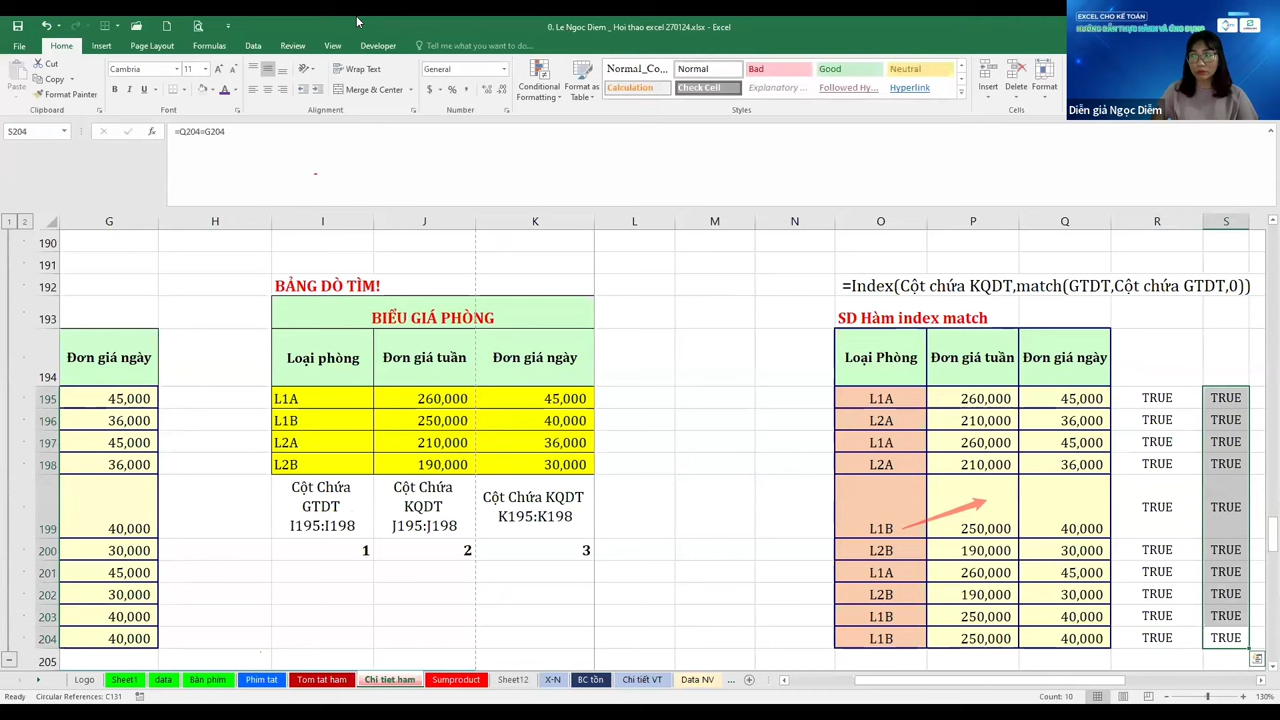 0. Le Ngoc Diem _ Hoi thao excel 270124.xlsx - Excel
File Home Insert Page Layout Formulas Data Review View Developer Tell me what you want to do...
Cut
Copy
Format Painter
Paste
Clipboard
Cambria 11
B I U
Font
Wrap Text
Merge & Center
Alignment
General
$ % ,
Number
Conditional Formatting
Format as Table
Normal_Co... Normal Bad Good Neutral
Calculation Check Cell Explanatory ... Followed Hy... Hyperlink
Styles
Insert Delete Format
Cells
EXCEL CHO KẾ TOÁN
HƯỚNG DẪN THỰC HÀNH VÀ ỨNG DỤNG
Diễn giả Ngọc Diễm
S204 fx =Q204=G204
1 2
G H I J K L M N O P Q R S
190
191
192 BẢNG DÒ TÌM! =Index(Cột chứa KQDT,match(GTDT,Cột chứa GTDT,0))
193 BIỂU GIÁ PHÒNG SD Hàm index match
194 Đơn giá ngày Loại phòng Đơn giá tuần Đơn giá ngày Loại Phòng Đơn giá tuần Đơn giá ngày
195 45,000 L1A 260,000 45,000 L1A 260,000 45,000 TRUE TRUE
196 36,000 L1B 250,000 40,000 L2A 210,000 36,000 TRUE TRUE
197 45,000 L2A 210,000 36,000 L1A 260,000 45,000 TRUE TRUE
198 36,000 L2B 190,000 30,000 L2A 210,000 36,000 TRUE TRUE
Cột Chứa GTDT I195:I198
Cột Chứa KQDT J195:J198
Cột Chứa KQDT K195:K198
199 40,000 L1B 250,000 40,000 TRUE TRUE
200 30,000 1 2 3 L2B 190,000 30,000 TRUE TRUE
201 45,000 L1A 260,000 45,000 TRUE TRUE
202 30,000 L2B 190,000 30,000 TRUE TRUE
203 40,000 L1B 250,000 40,000 TRUE TRUE
204 40,000 L1B 250,000 40,000 TRUE TRUE
205
Logo Sheet1 data Bàn phím Phim tat Tom tat ham Chi tiet ham Sumproduct Sheet12 X-N BC tồn Chi tiết VT Data NV ...
Ready Circular References: C131 Count: 10 130%